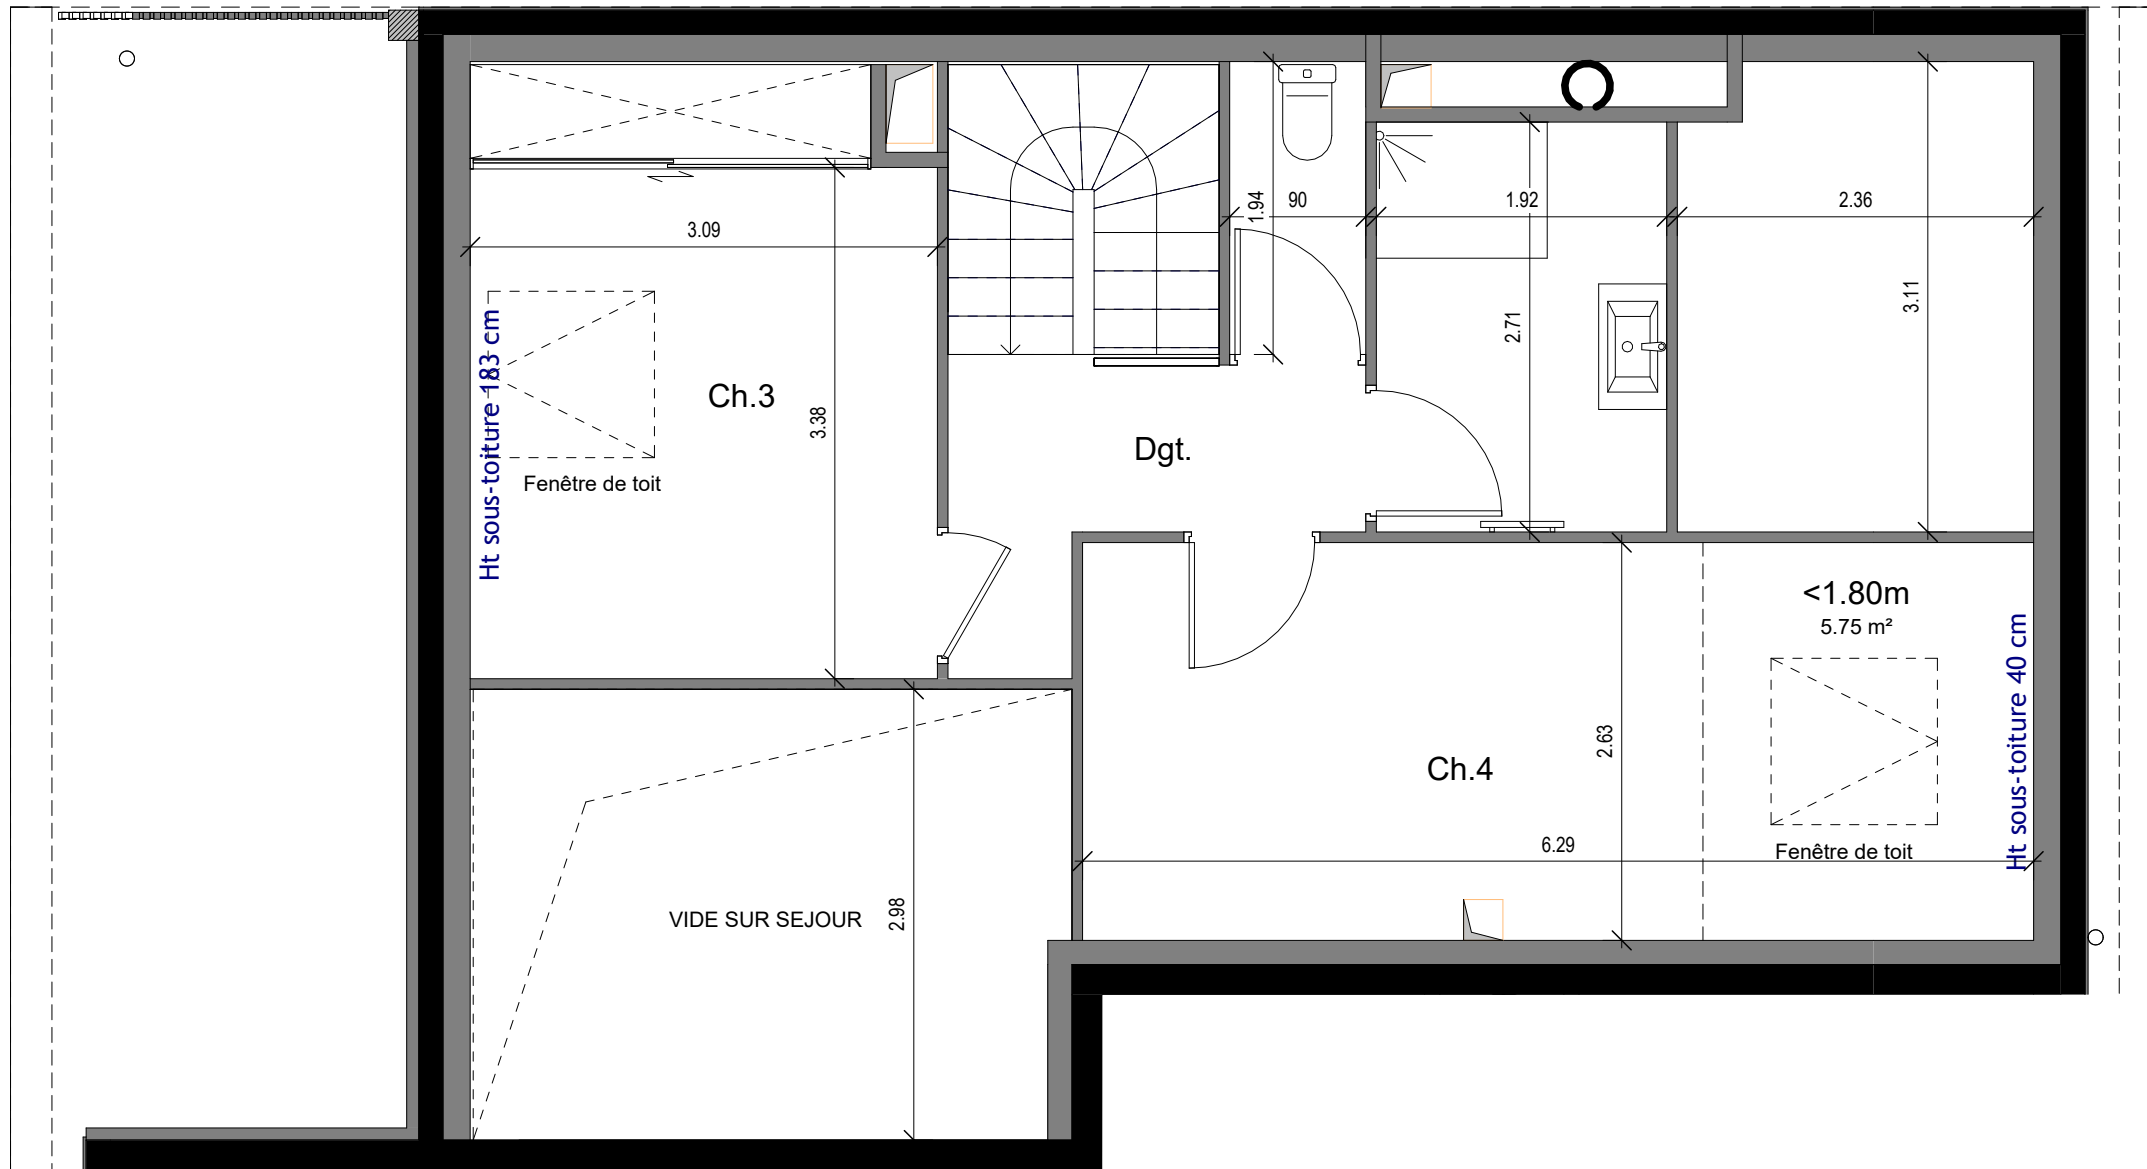 1.94
90
1.92
2.36
3.09
3.11
2.71
Ht sous-toiture 183 cm
Ch.3
3.38
Dgt.
Fenêtre de toit
<1.80m
5.75 m²
Ht sous-toiture 40 cm
2.63
Ch.4
6.29
Fenêtre de toit
VIDE SUR SEJOUR
2.98